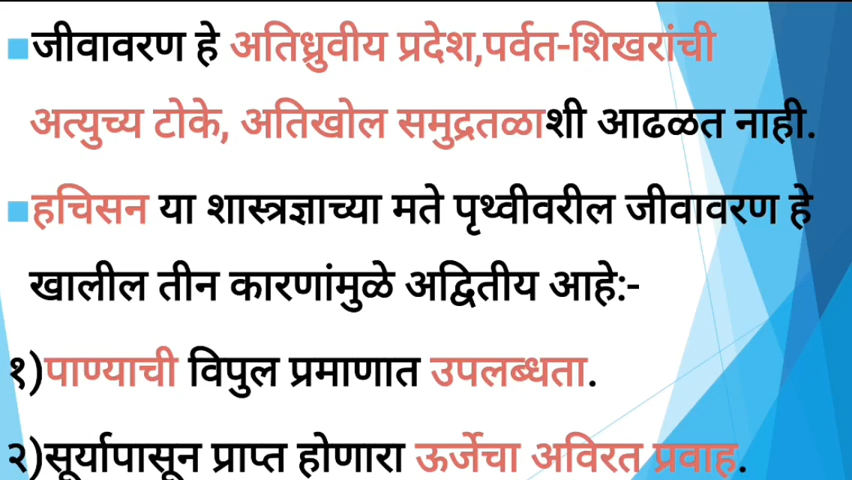 जीवावरण हे अतिध्रुवीय प्रदेश,पर्वत-शिखरांची
अत्युच्य टोके, अतिखोल समुद्रतळाशी आढळत नाही.
हचिसन या शास्त्रज्ञाच्या मते पृथ्वीवरील जीवावरण हे
खालील तीन कारणांमुळे अद्वितीय आहे:-
१)पाण्याची विपुल प्रमाणात उपलब्धता.
२)सूर्यापासून प्राप्त होणारा ऊर्जेचा अविरत प्रवाह.